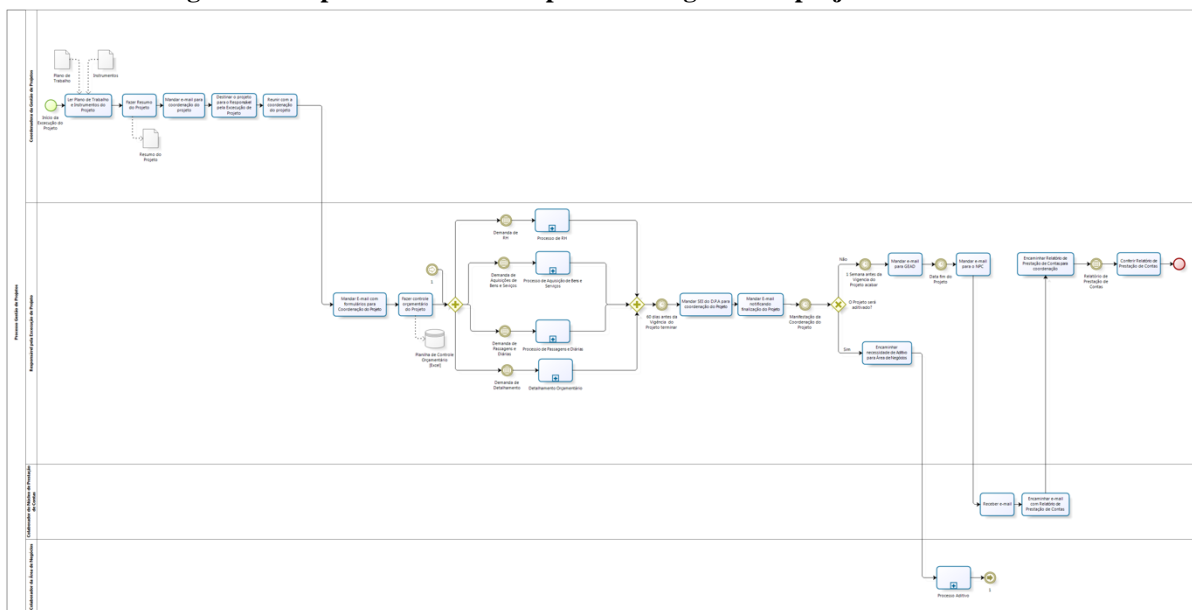 Plano de
Trabalho
Instrumentos
Início de
Execução do
Projeto
Ler Plano de Trabalho
e Instrumentos do
Projeto
Fazer Resumo
do Projeto
Mandar e-mail para
coordenação do
projeto
Destinar o projeto
para o Responsável
pela Execução de
Projeto
Reunir com a
coordenação
do projeto
Resumo do
Projeto
Processo Gestão de Projetos
Responsável pela Execução de Projeto
Mandar E-mail com
formulários para
Coordenação do Projeto
Fazer controle
orçamentário
do Projeto
1
Planilha de Controle
Orçamentário
(Excel)
Demanda de
RH
Processo de RH
Demanda de
Aquisições de
Bens e Serviços
Processo de Aquisição de Bens e
Serviços
Demanda de
Passagens e
Diárias
Processo de Passagens e Diárias
Demanda de
Detalhamento
Detalhamento Orçamentário
60 dias antes da
Vigência do
Projeto terminar
Mandar SEI do DPA para
coordenação do Projeto
Mandar E-mail
notificando
finalização do Projeto
Manifestação da
Coordenação do
Projeto
O Projeto será
aditivado?
Não
1 Semana antes da
Vigência do
Projeto acabar
Mandar e-mail
para GEAD
Data fim do
Projeto
Mandar e-mail
para o NPC
Sim
Encaminhar
necessidade de Aditivo
para Área de Negócio
Encaminhar Relatório de
Prestação de Contas para
coordenação
Relatório de
Prestação de
Contas
Conferir Relatório de
Prestação de Contas
Colaborador do Núcleo de Prestação
de Contas
Receber e-mail
Encaminhar e-mail
com Relatório de
Prestação de Contas
Colaborador da Área de Negócios
Processo Aditivo
1